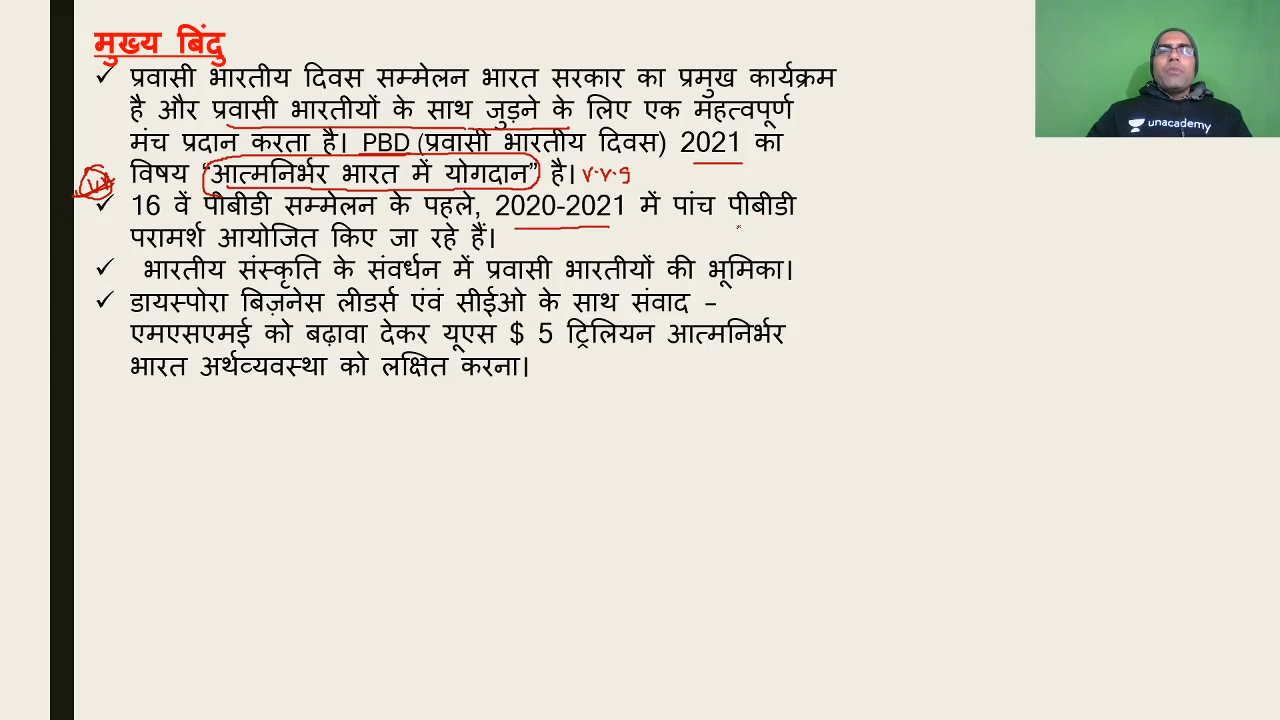 मुख्य बिंदु
✓ प्रवासी भारतीय दिवस सम्मेलन भारत सरकार का प्रमुख कार्यक्रम
है और प्रवासी भारतीयों के साथ जुड़ने के लिए एक महत्वपूर्ण
मंच प्रदान करता है। PBD (प्रवासी भारतीय दिवस) 2021 का
विषय “आत्मनिर्भर भारत में योगदान” है।
✓ 16 वें पीबीडी सम्मेलन के पहले, 2020-2021 में पांच पीबीडी
परामर्श आयोजित किए जा रहे हैं।
✓ भारतीय संस्कृति के संवर्धन में प्रवासी भारतीयों की भूमिका।
✓ डायस्पोरा बिज़नेस लीडर्स एंवं सीईओ के साथ संवाद –
एमएसएमई को बढ़ावा देकर यूएस $ 5 ट्रिलियन आत्मनिर्भर
भारत अर्थव्यवस्था को लक्षित करना।
unacademy